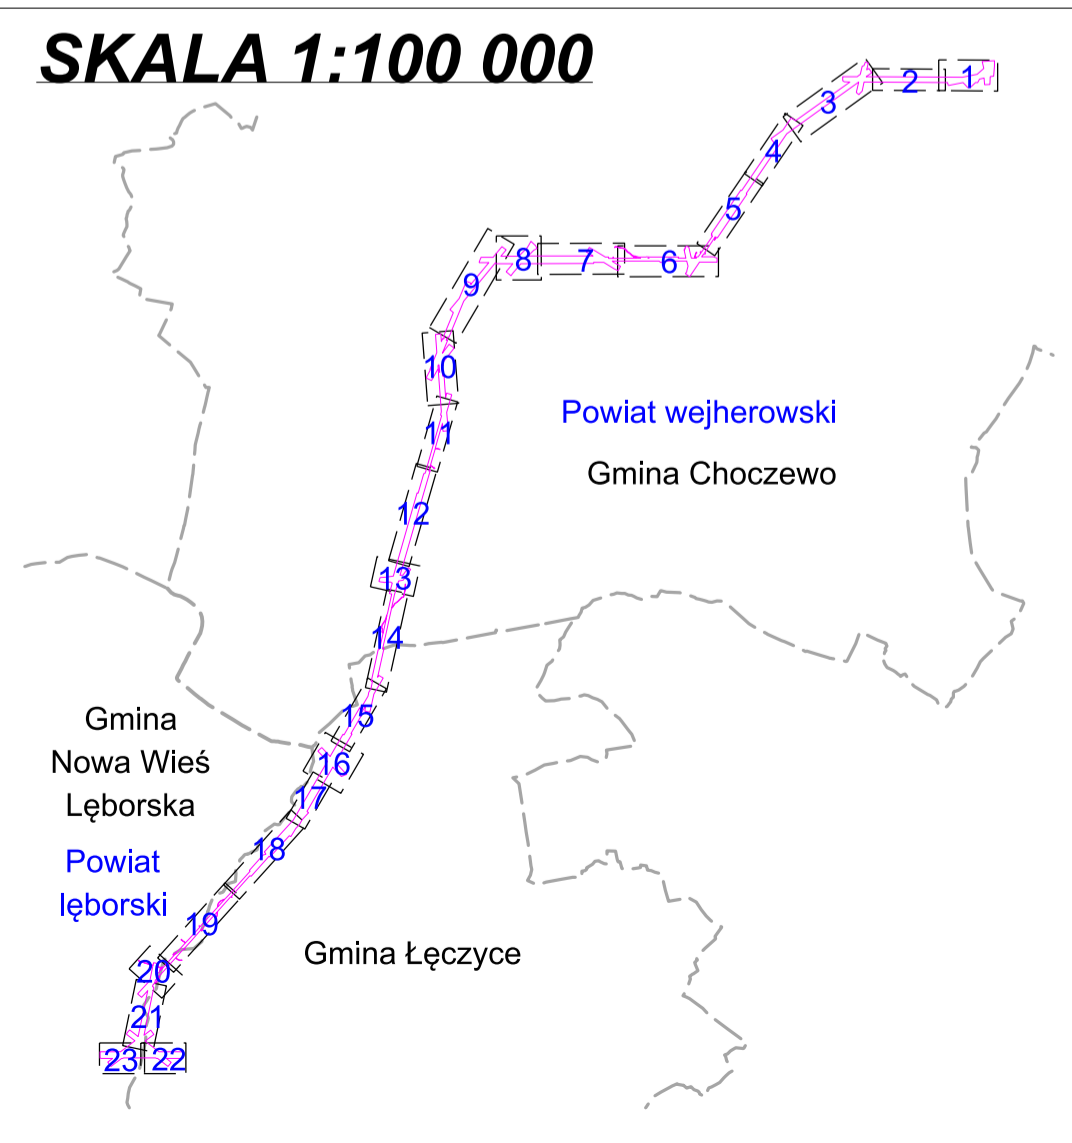 SKALA 1:100 000
1
2
3
4
5
6
7
8
9
10
11
12
13
14
15
16
17
18
19
20
21
22
23
Powiat wejherowski
Gmina Choczewo
Gmina
Nowa Wieś
Lęborska
Powiat
lęborski
Gmina Łęczyce